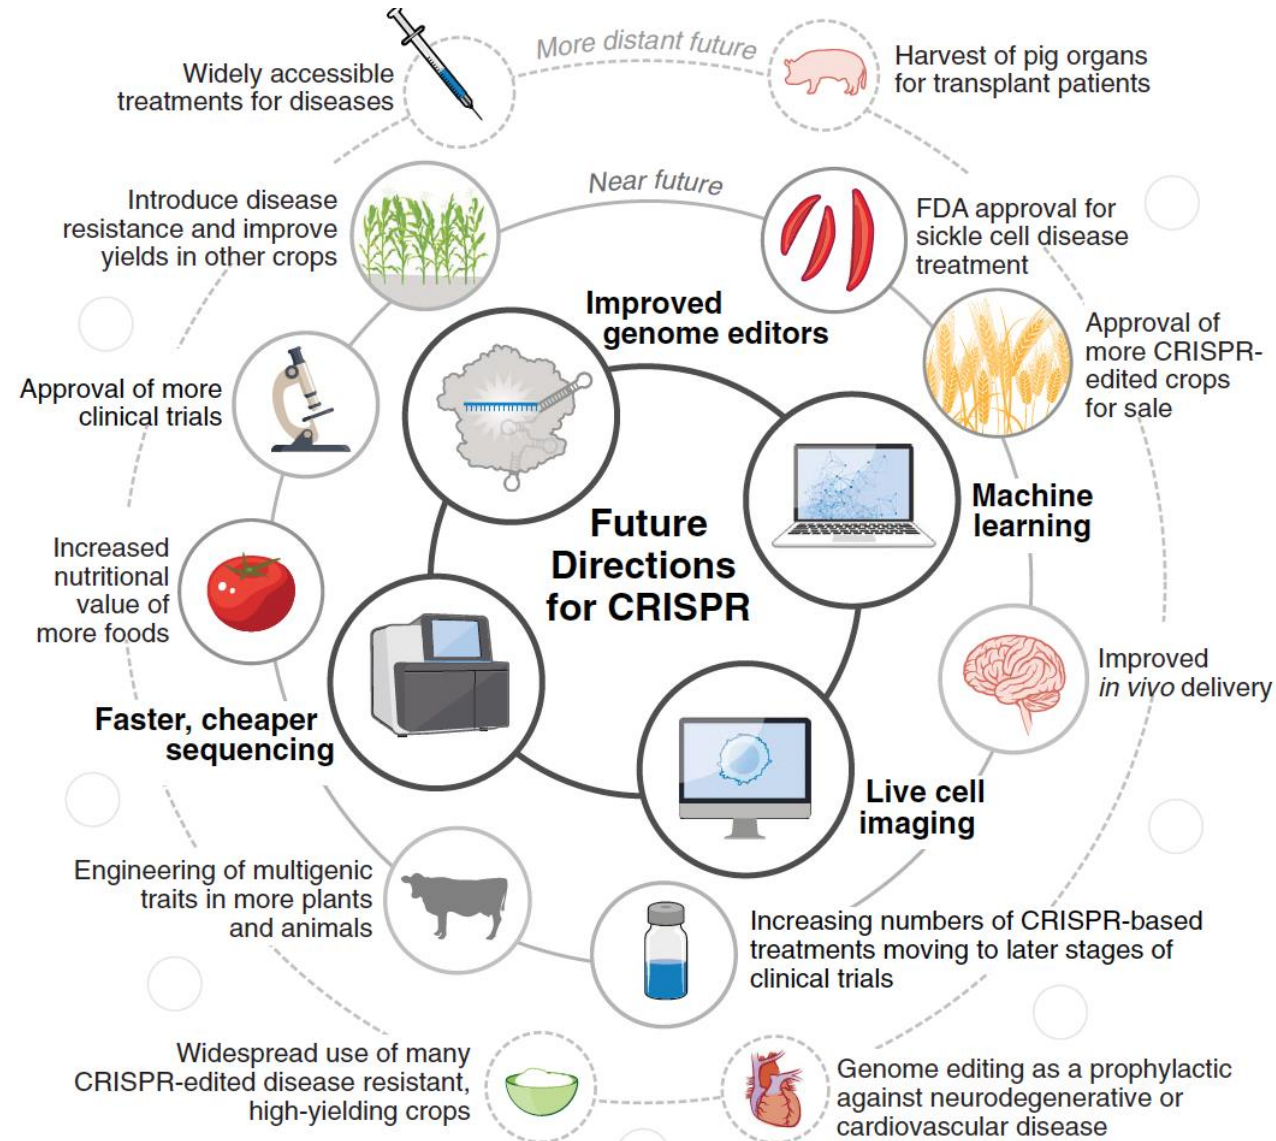 More distant future
Widely accessible
treatments for diseases
Harvest of pig organs
for transplant patients
Near future
Introduce disease
resistance and improve
yields in other crops
FDA approval for
sickle cell disease
treatment
Improved
genome editors
Approval of
more CRISPR-
edited crops
for sale
Approval of more
clinical trials
Machine
learning
Future
Directions
for CRISPR
Increased
nutritional
value of
more foods
Improved
in vivo delivery
Faster, cheaper
sequencing
Live cell
imaging
Engineering of multigenic
traits in more plants
and animals
Increasing numbers of CRISPR-based
treatments moving to later stages of
clinical trials
Widespread use of many
CRISPR-edited disease resistant,
high-yielding crops
Genome editing as a prophylactic
against neurodegenerative or
cardiovascular disease